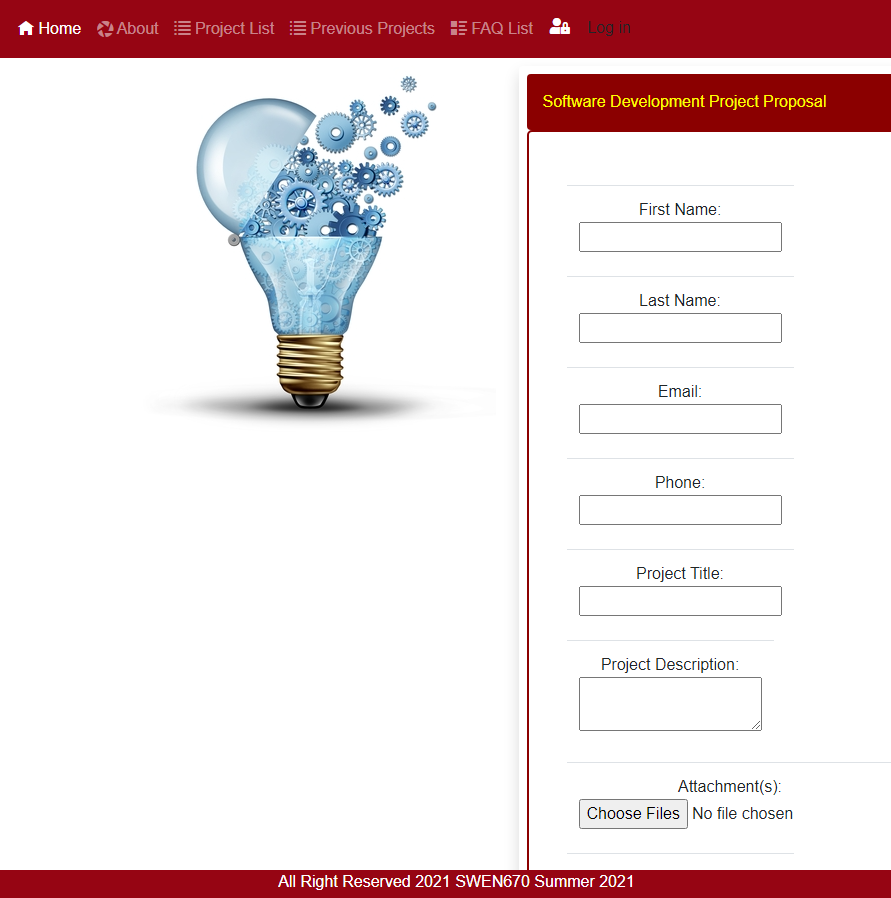 Home About Project List Previous Projects FAQ List Log in
Software Development Project Proposal
First Name:
Last Name:
Email:
Phone:
Project Title:
Project Description:
Attachment(s):
Choose Files No file chosen
All Right Reserved 2021 SWEN670 Summer 2021